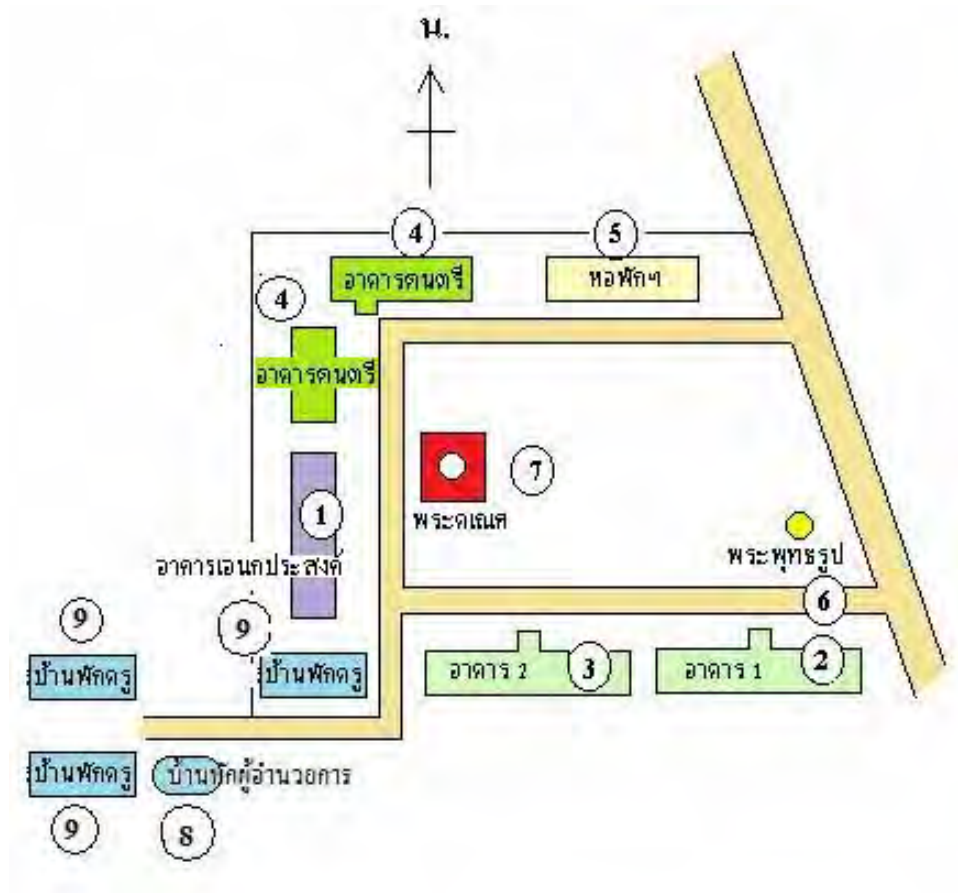 น.
4
5
อาคารดนตรี
หอพักฯ
4
อาคารดนตรี
7
พระคเณศ
1
อาคารเอนกประสงค์
พระพุทธรูป
6
9
9
บ้านพักครู
บ้านพักครู
อาคาร 2
3
อาคาร 1
2
บ้านพักครู
บ้านพักผู้อำนวยการ
9
8